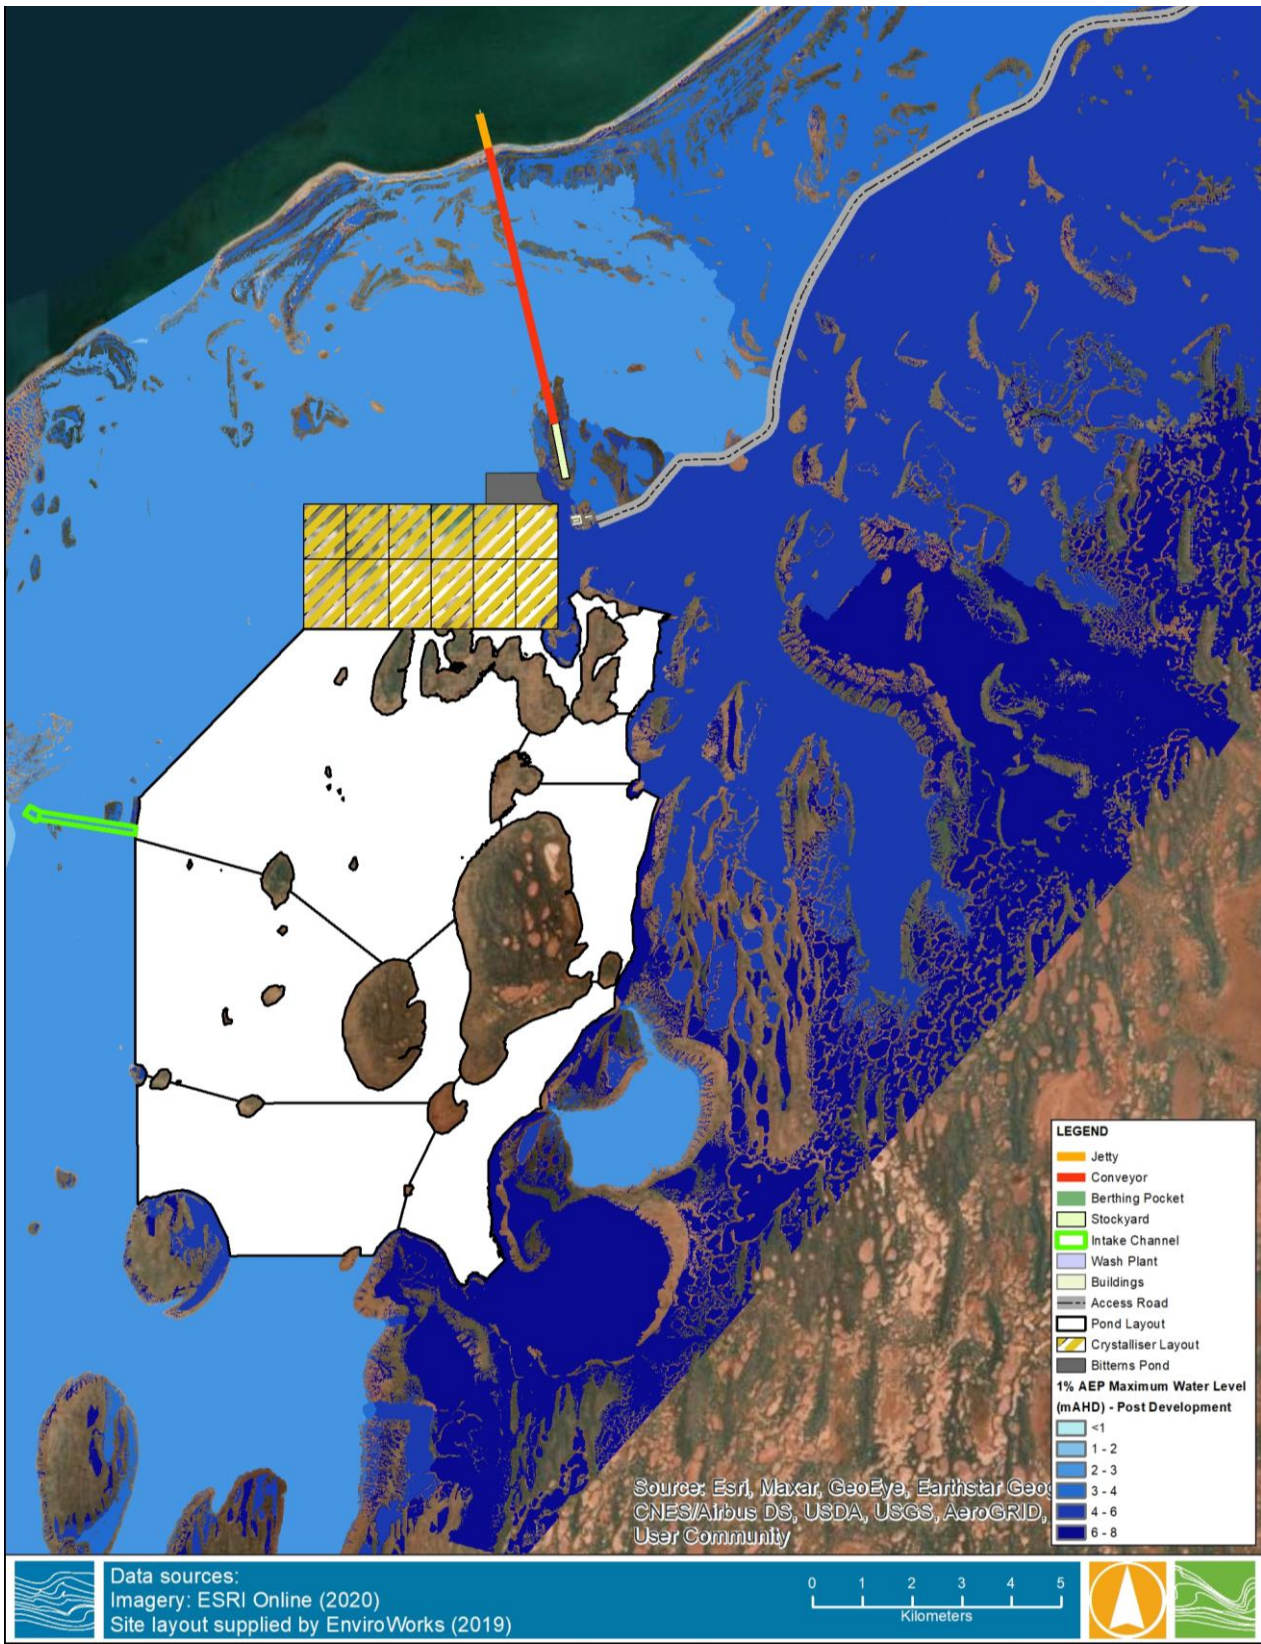 LEGEND
Jetty
Conveyor
Berthing Pocket
Stockyard
Intake Channel
Wash Plant
Buildings
Access Road
Pond Layout
Crystalliser Layout
Bitterns Pond
1% AEP Maximum Water Level
(mAHD) - Post Development
<1
1 - 2
2 - 3
3 - 4
4 - 6
6 - 8
Source: Esri, Maxar, GeoEye, Earthstar Geog
CNES/Airbus DS, USDA, USGS, AeroGRID,
User Community
Data sources:
Imagery: ESRI Online (2020)
Site layout supplied by EnviroWorks (2019)
0 1 2 3 4 5
Kilometers